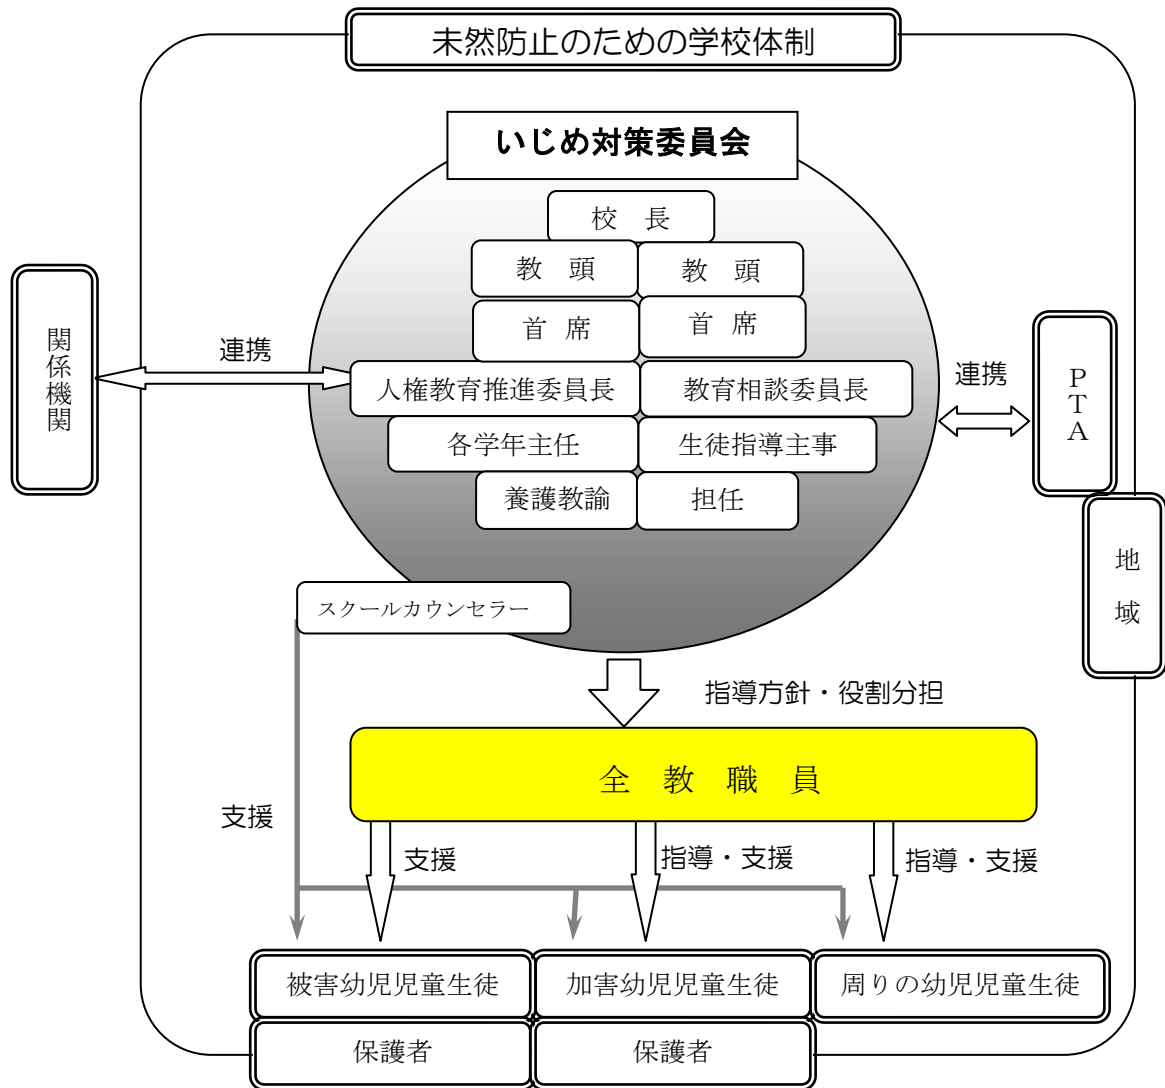 未然防止のための学校体制
いじめ対策委員会
校　長
教　頭
教　頭
首　席
首　席
人権教育推進委員長
教育相談委員長
各学年主任
生徒指導主事
養護教諭
担任
スクールカウンセラー
関係機関
連携
連携
ＰＴＡ
地　域
指導方針・役割分担
全　教　職　員
支援
支援
指導・支援
指導・支援
被害幼児児童生徒
加害幼児児童生徒
周りの幼児児童生徒
保護者
保護者